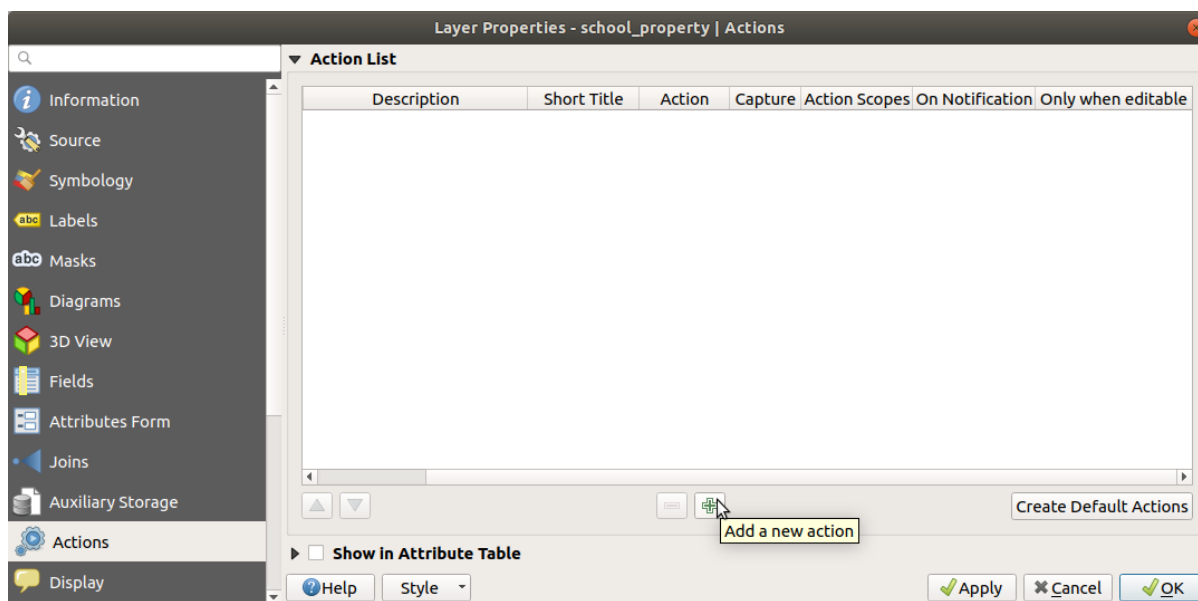 Layer Properties - school_property | Actions
Information
Source
Symbology
abc Labels
abc Masks
Diagrams
3D View
Fields
Attributes Form
Joins
Auxiliary Storage
Actions
Display
Action List
Description Short Title Action Capture Action Scopes On Notification Only when editable
Create Default Actions
Add a new action
Show in Attribute Table
Help Style Apply Cancel OK